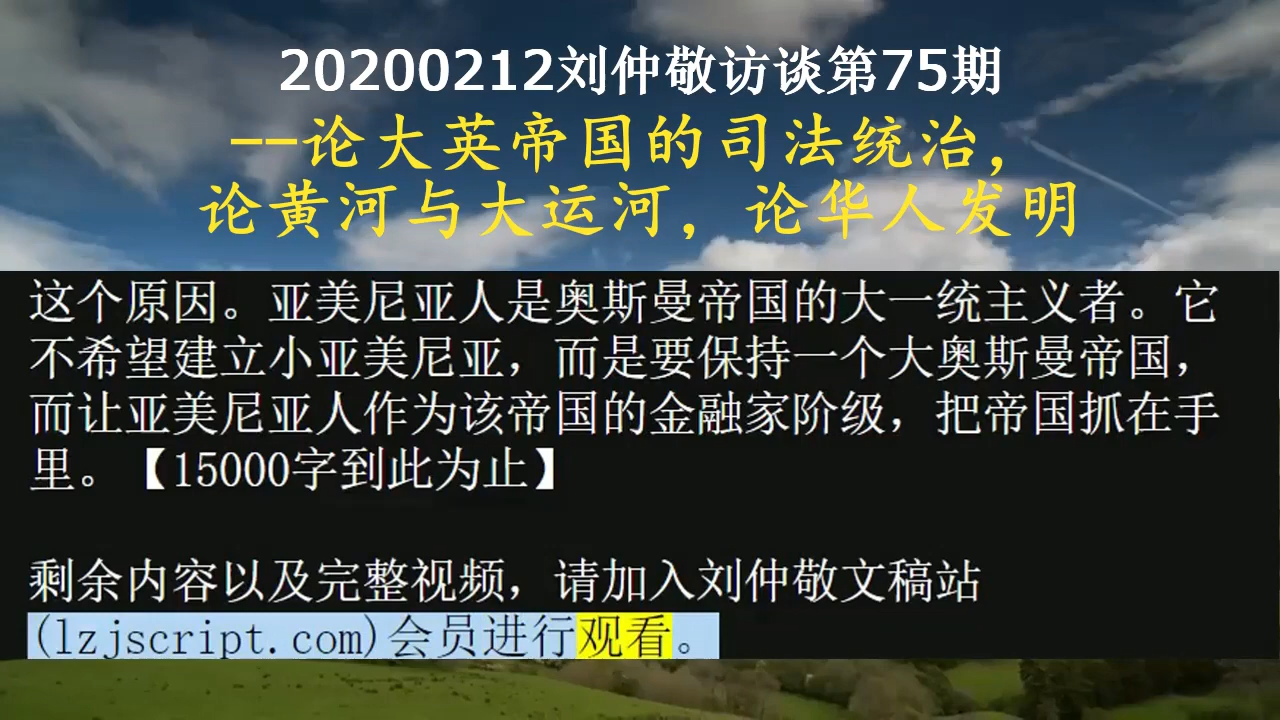 20200212刘仲敬访谈第75期
--论大英帝国的司法统治，
论黄河与大运河，论华人发明
这个原因。亚美尼亚人是奥斯曼帝国的大一统主义者。它
不希望建立小亚美尼亚，而是要保持一个大奥斯曼帝国，
而让亚美尼亚人作为该帝国的金融家阶级，把帝国抓在手
里。【15000字到此为止】
剩余内容以及完整视频，请加入刘仲敬文稿站
(lzjscript.com)会员进行观看。